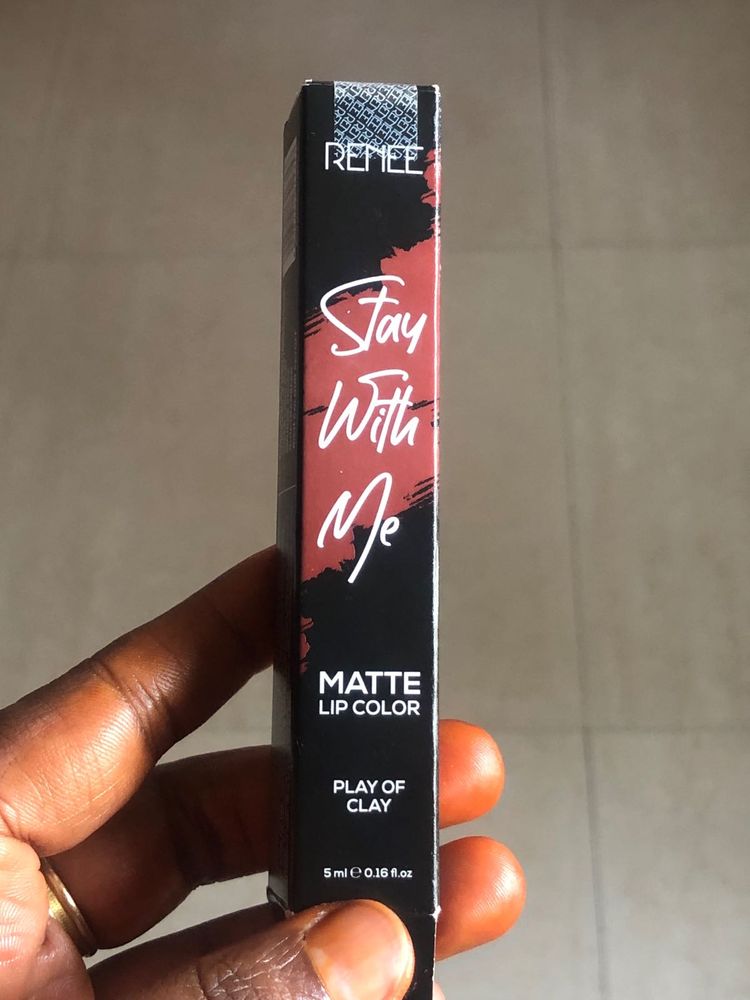 RENEE
Stay
With
Me
MATTE
LIP COLOR
PLAY OF
CLAY
5 ml ℮ 0.16 fl.oz